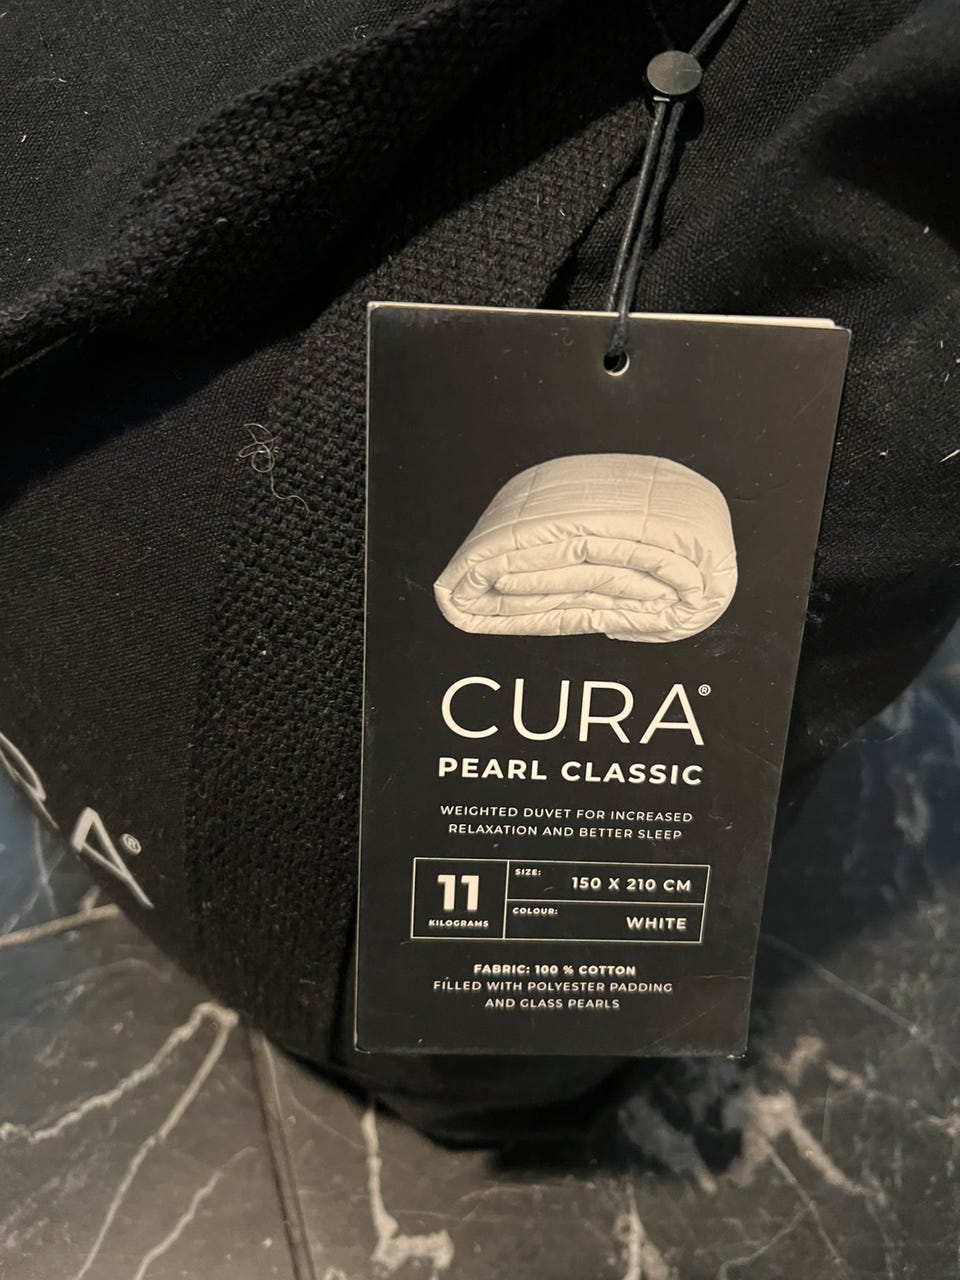 CURA®
PEARL CLASSIC
WEIGHTED DUVET FOR INCREASED
RELAXATION AND BETTER SLEEP
11
KILOGRAMS
SIZE:
150 X 210 CM
COLOUR:
WHITE
FABRIC: 100 % COTTON
FILLED WITH POLYESTER PADDING
AND GLASS PEARLS
A®